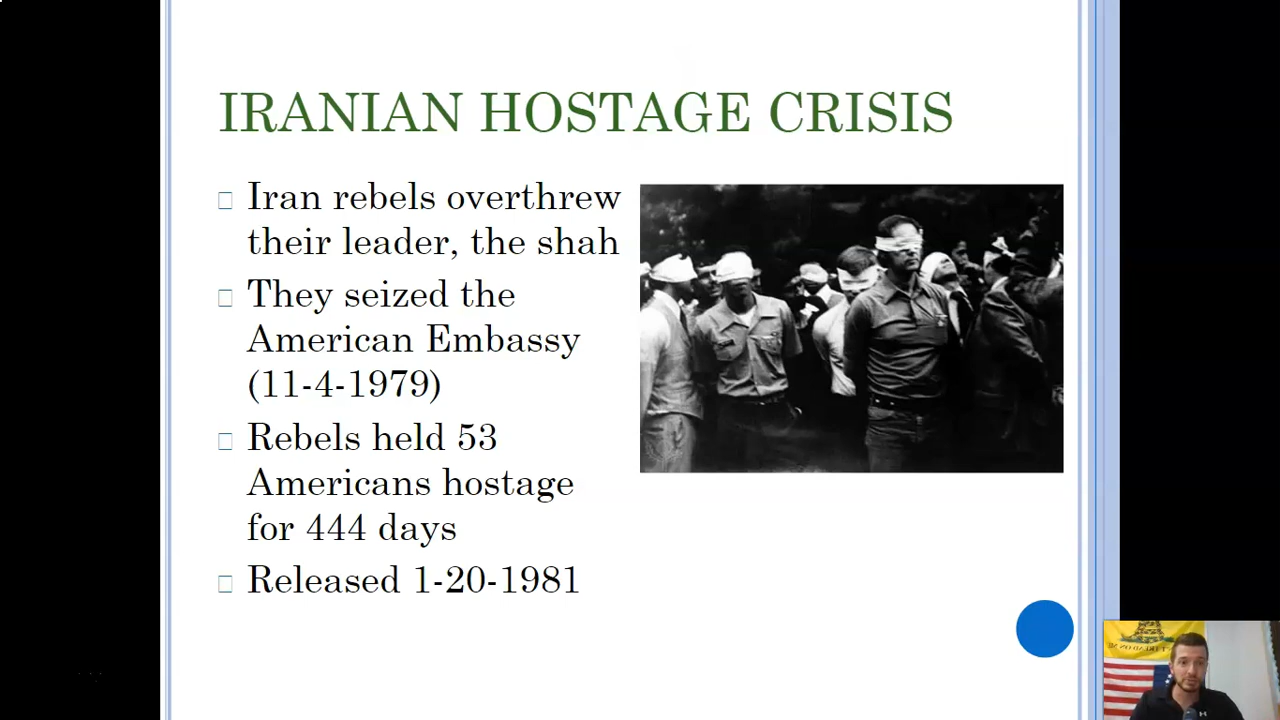 IRANIAN HOSTAGE CRISIS
Iran rebels overthrew
their leader, the shah
They seized the
American Embassy
(11-4-1979)
Rebels held 53
Americans hostage
for 444 days
Released 1-20-1981